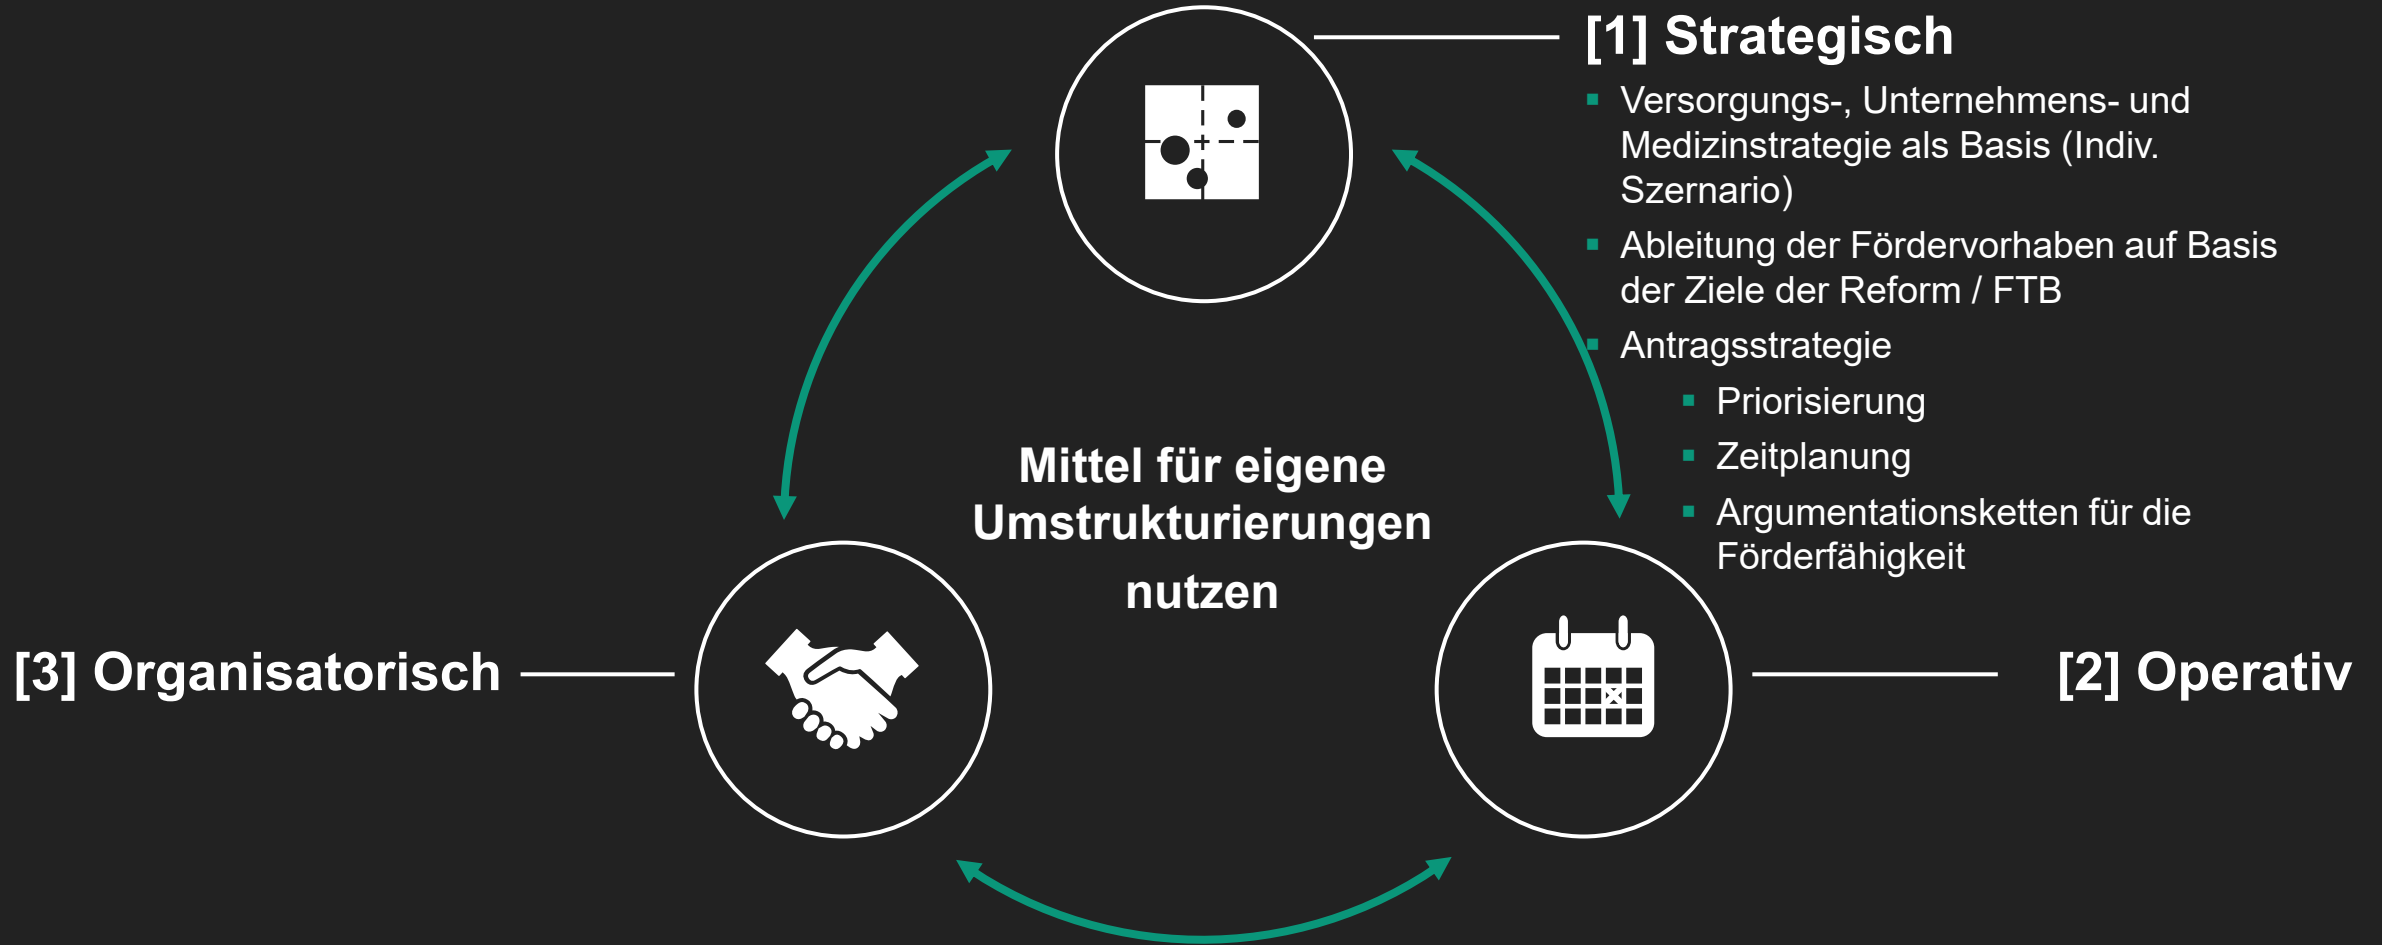 [1] Strategisch
Versorgungs-, Unternehmens- und
Medizinstrategie als Basis (Indiv.
Szernario)
Ableitung der Fördervorhaben auf Basis
der Ziele der Reform / FTB
Antragsstrategie
Priorisierung
Zeitplanung
Argumentationsketten für die
Förderfähigkeit
Mittel für eigene
Umstrukturierungen
nutzen
[3] Organisatorisch
[2] Operativ